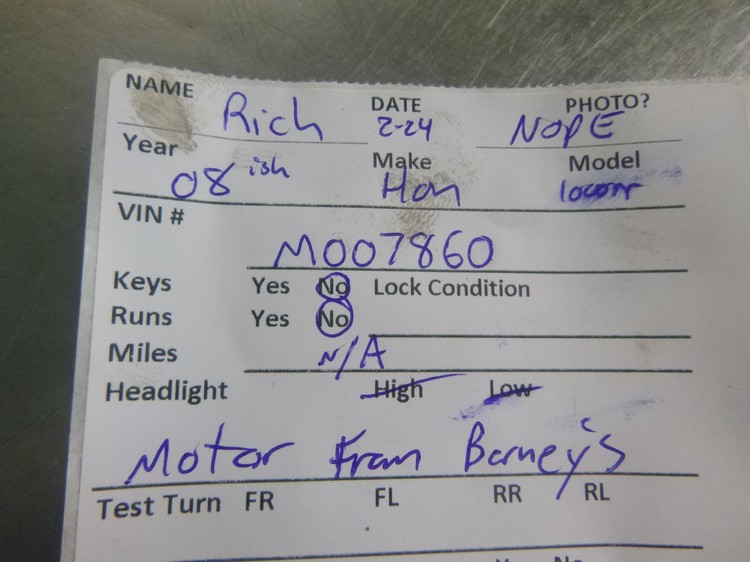 NAME Rich DATE 2-24 PHOTO? NOPE
Year 08 ish Make Hon Model
VIN # M007860
Keys Yes No Lock Condition
Runs Yes No
Miles N/A
Headlight High Low
Motor From Barney's
Test Turn FR FL RR RL